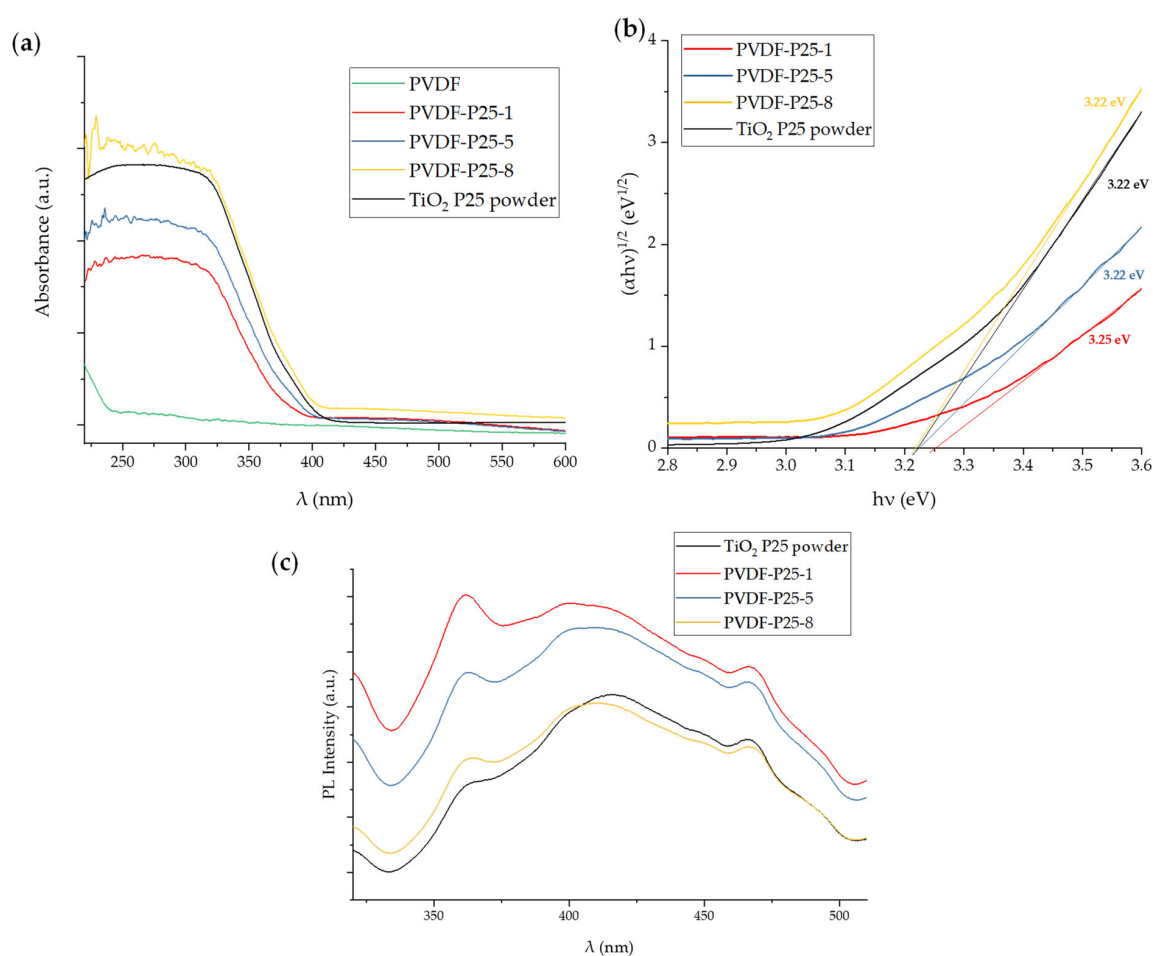 (a)
PVDF
PVDF-P25-1
PVDF-P25-5
PVDF-P25-8
TiO2 P25 powder
Absorbance (a.u.)
250 300 350 400 450 500 550 600
λ (nm)
(b)
PVDF-P25-1
PVDF-P25-5
PVDF-P25-8
TiO2 P25 powder
4
3
2
1
0
(αhν)1/2 (eV1/2)
3.22 eV
3.22 eV
3.22 eV
3.25 eV
2.8 2.9 3.0 3.1 3.2 3.3 3.4 3.5 3.6
hν (eV)
(c)
TiO2 P25 powder
PVDF-P25-1
PVDF-P25-5
PVDF-P25-8
PL Intensity (a.u.)
350 400 450 500
λ (nm)